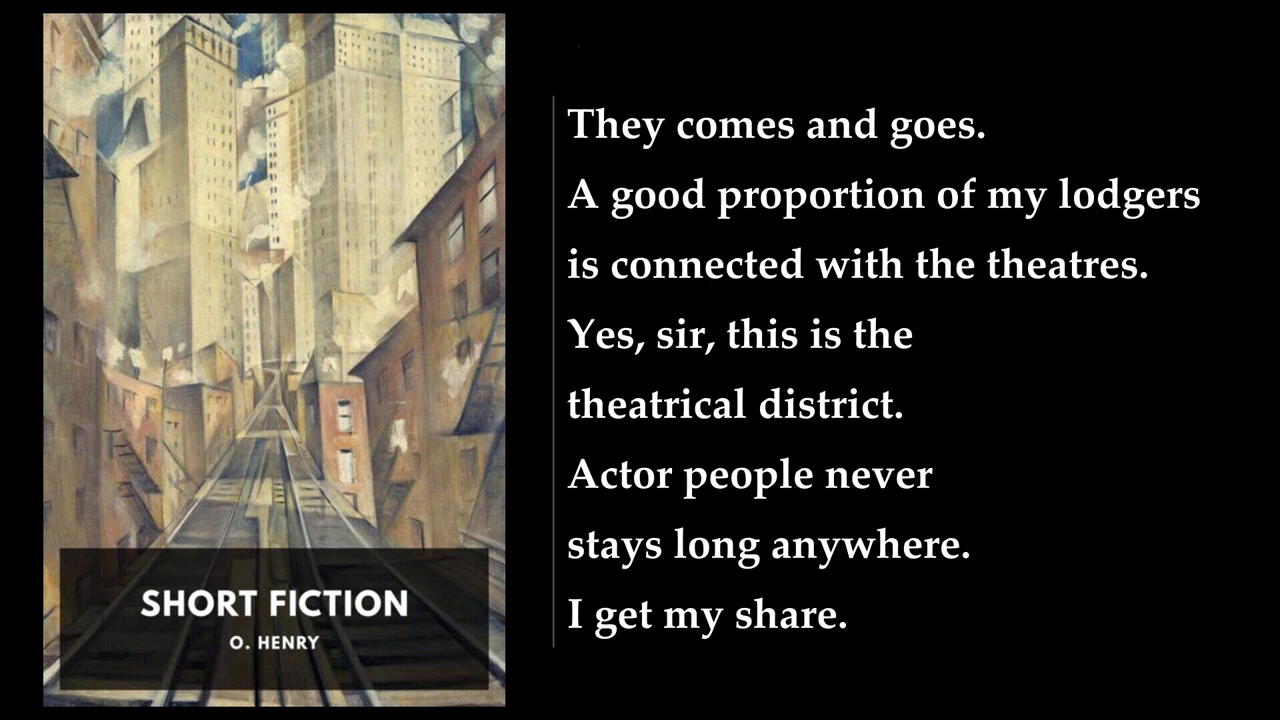 SHORT FICTION
O. HENRY
They comes and goes.
A good proportion of my lodgers
is connected with the theatres.
Yes, sir, this is the
theatrical district.
Actor people never
stays long anywhere.
I get my share.